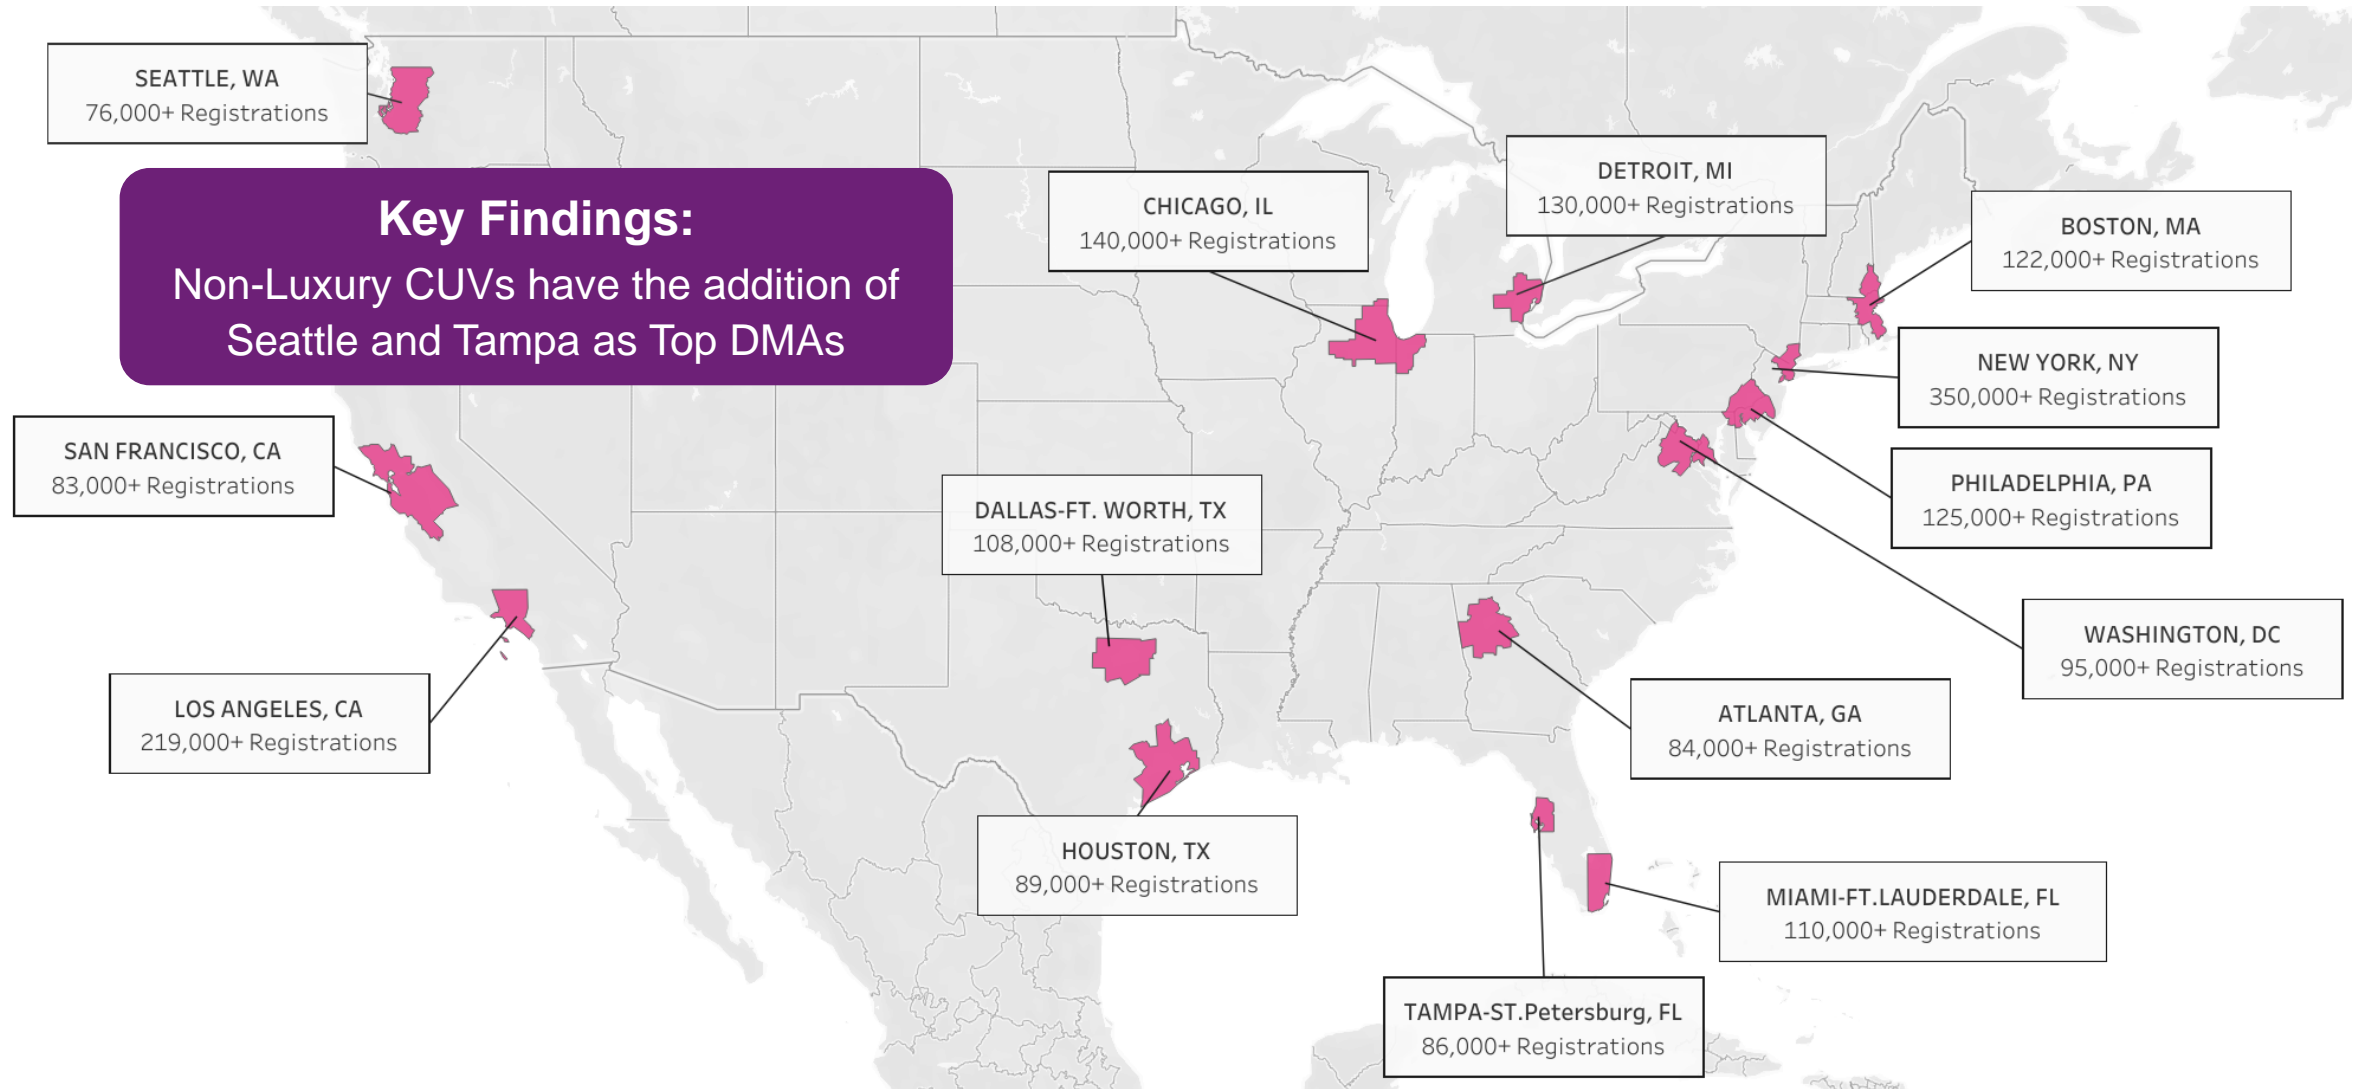 SEATTLE, WA
76,000+ Registrations
Key Findings:
Non-Luxury CUVs have the addition of
Seattle and Tampa as Top DMAs
CHICAGO, IL
140,000+ Registrations
DETROIT, MI
130,000+ Registrations
BOSTON, MA
122,000+ Registrations
NEW YORK, NY
350,000+ Registrations
SAN FRANCISCO, CA
83,000+ Registrations
DALLAS-FT. WORTH, TX
108,000+ Registrations
PHILADELPHIA, PA
125,000+ Registrations
WASHINGTON, DC
95,000+ Registrations
LOS ANGELES, CA
219,000+ Registrations
ATLANTA, GA
84,000+ Registrations
HOUSTON, TX
89,000+ Registrations
MIAMI-FT.LAUDERDALE, FL
110,000+ Registrations
TAMPA-ST.Petersburg, FL
86,000+ Registrations